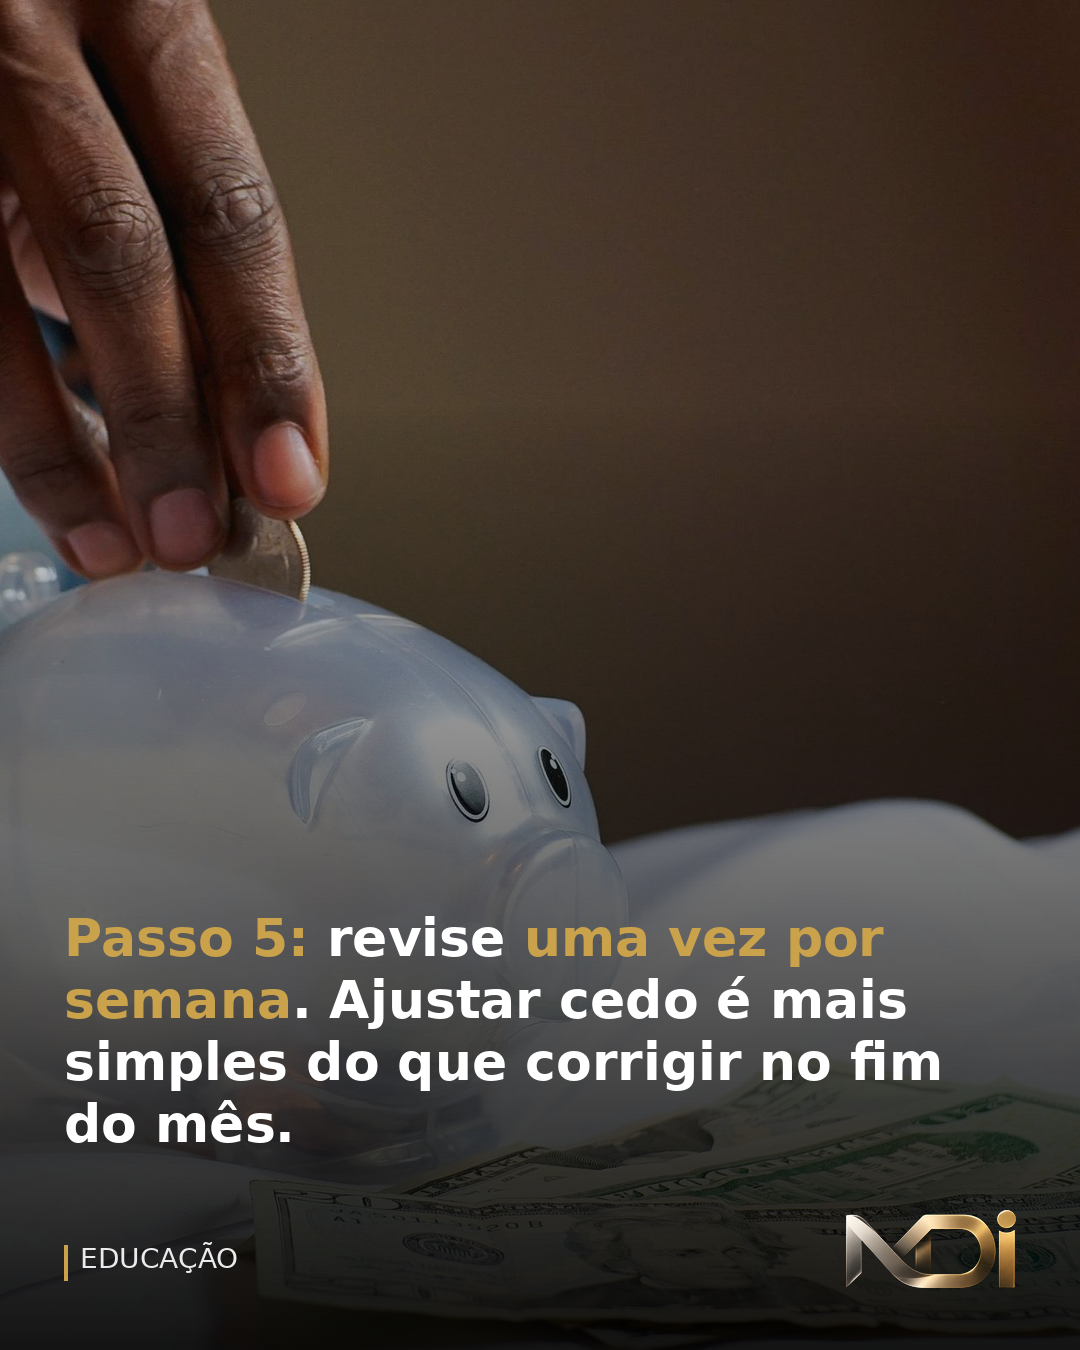 Passo 5: revise uma vez por
semana. Ajustar cedo é mais
simples do que corrigir no fim
do mês.
EDUCAÇÃO
MDi